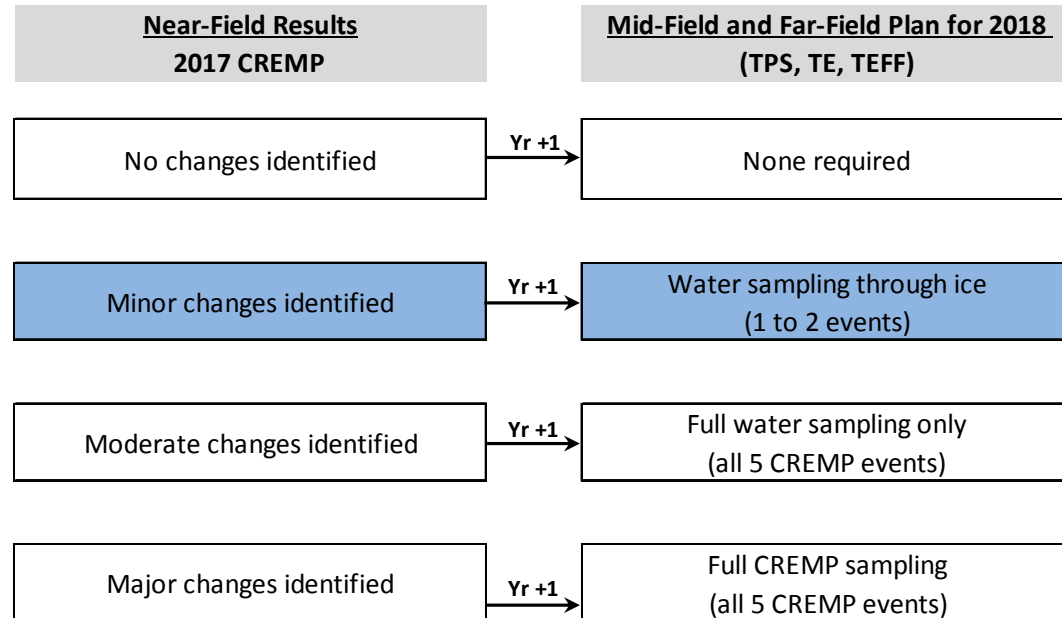 Near-Field Results
2017 CREMP
Mid-Field and Far-Field Plan for 2018
(TPS, TE, TEFF)
No changes identified
Yr +1
None required
Minor changes identified
Yr +1
Water sampling through ice
(1 to 2 events)
Moderate changes identified
Yr +1
Full water sampling only
(all 5 CREMP events)
Major changes identified
Yr +1
Full CREMP sampling
(all 5 CREMP events)